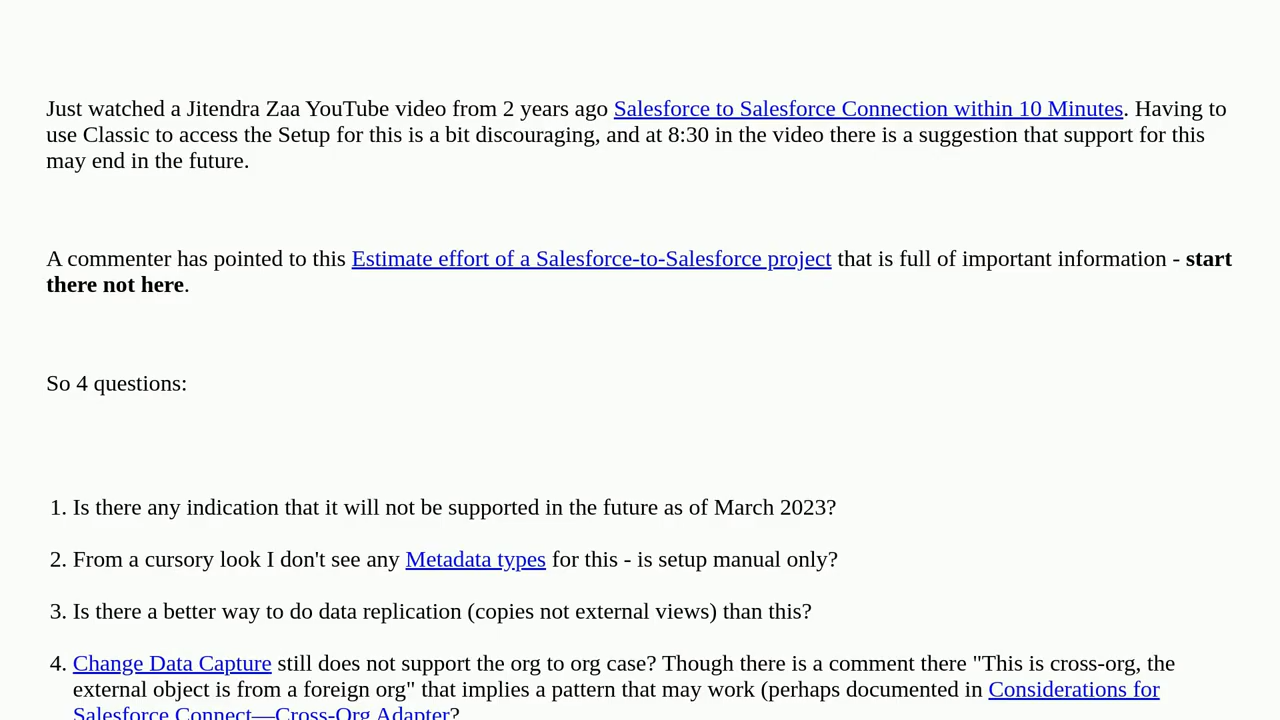 Just watched a Jitendra Zaa YouTube video from 2 years ago Salesforce to Salesforce Connection within 10 Minutes. Having to
use Classic to access the Setup for this is a bit discouraging, and at 8:30 in the video there is a suggestion that support for this
may end in the future.
A commenter has pointed to this Estimate effort of a Salesforce-to-Salesforce project that is full of important information - start
there not here.
So 4 questions:
1. Is there any indication that it will not be supported in the future as of March 2023?
2. From a cursory look I don't see any Metadata types for this - is setup manual only?
3. Is there a better way to do data replication (copies not external views) than this?
4. Change Data Capture still does not support the org to org case? Though there is a comment there "This is cross-org, the
external object is from a foreign org" that implies a pattern that may work (perhaps documented in Considerations for
Salesforce Connect—Cross-Org Adapter?